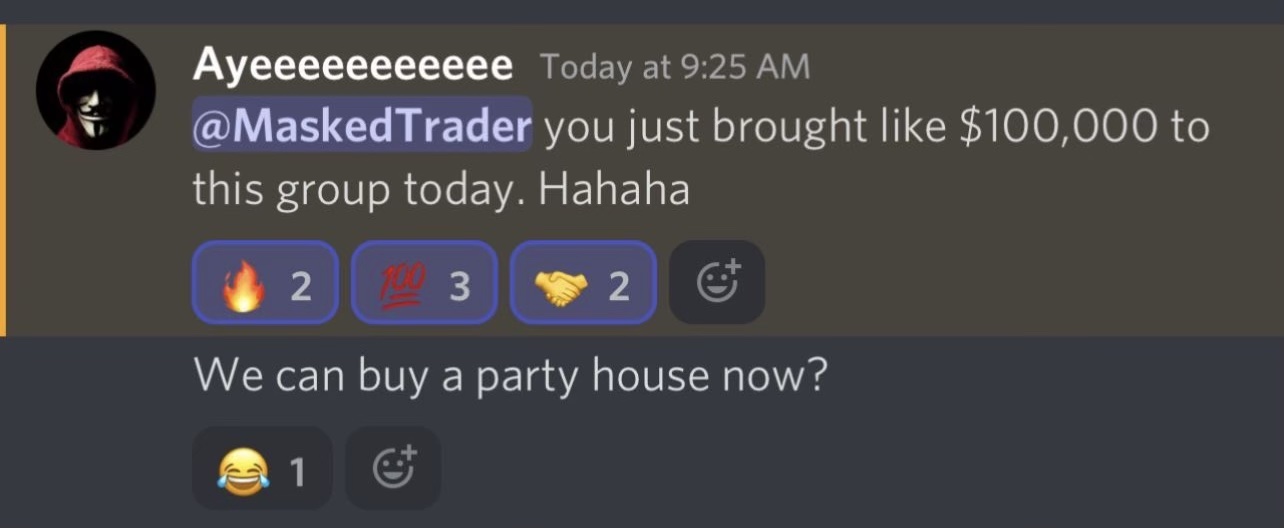 Ayeeeeeeeeeee Today at 9:25 AM
@MaskedTrader you just brought like $100,000 to
this group today. Hahaha
🔥 2 💯 3 🤝 2
We can buy a party house now?
😂 1